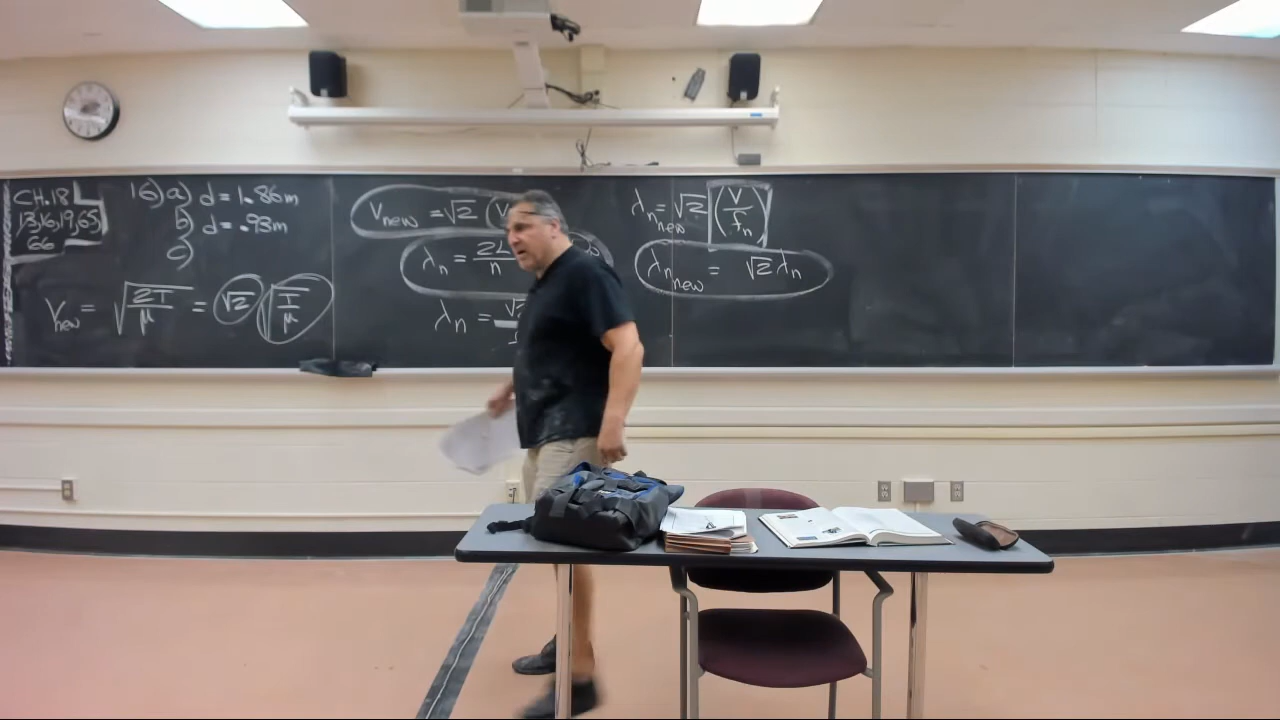 CH.18
13,16,19,65,
66
16) a) d = 1.86m
b) d = .93m
c)
V_new = √(2T/μ) = √2 √(T/μ)
V_new = √2 (V
λ_n = 2L/n
λ_n =
λ_n_new = √2 (V/f_n)
λ_n_new = √2 λ_n